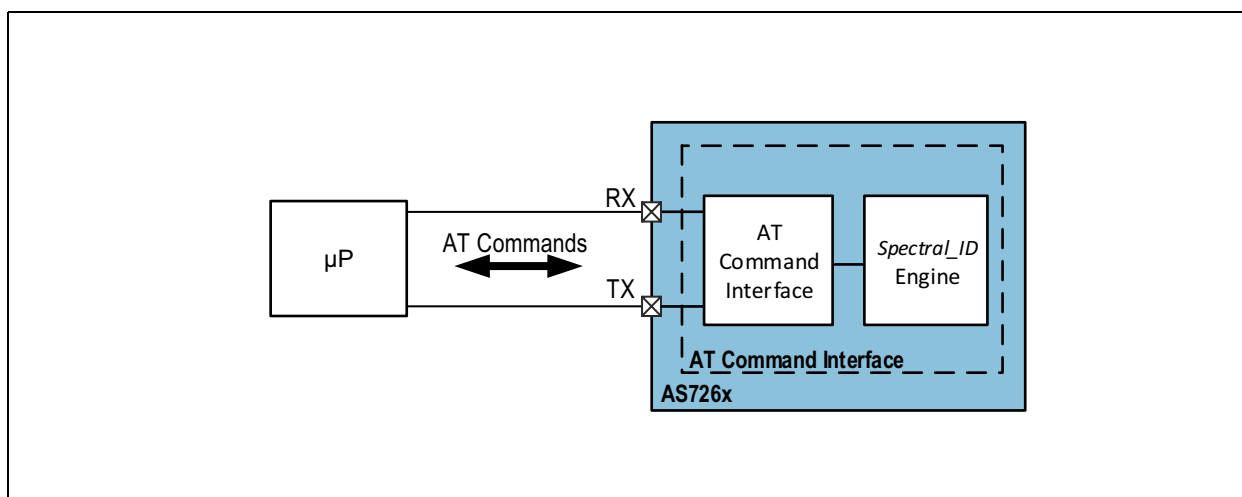 RX
µP
AT Commands
TX
AT
Command
Interface
Spectral_ID
Engine
AT Command Interface
AS726x